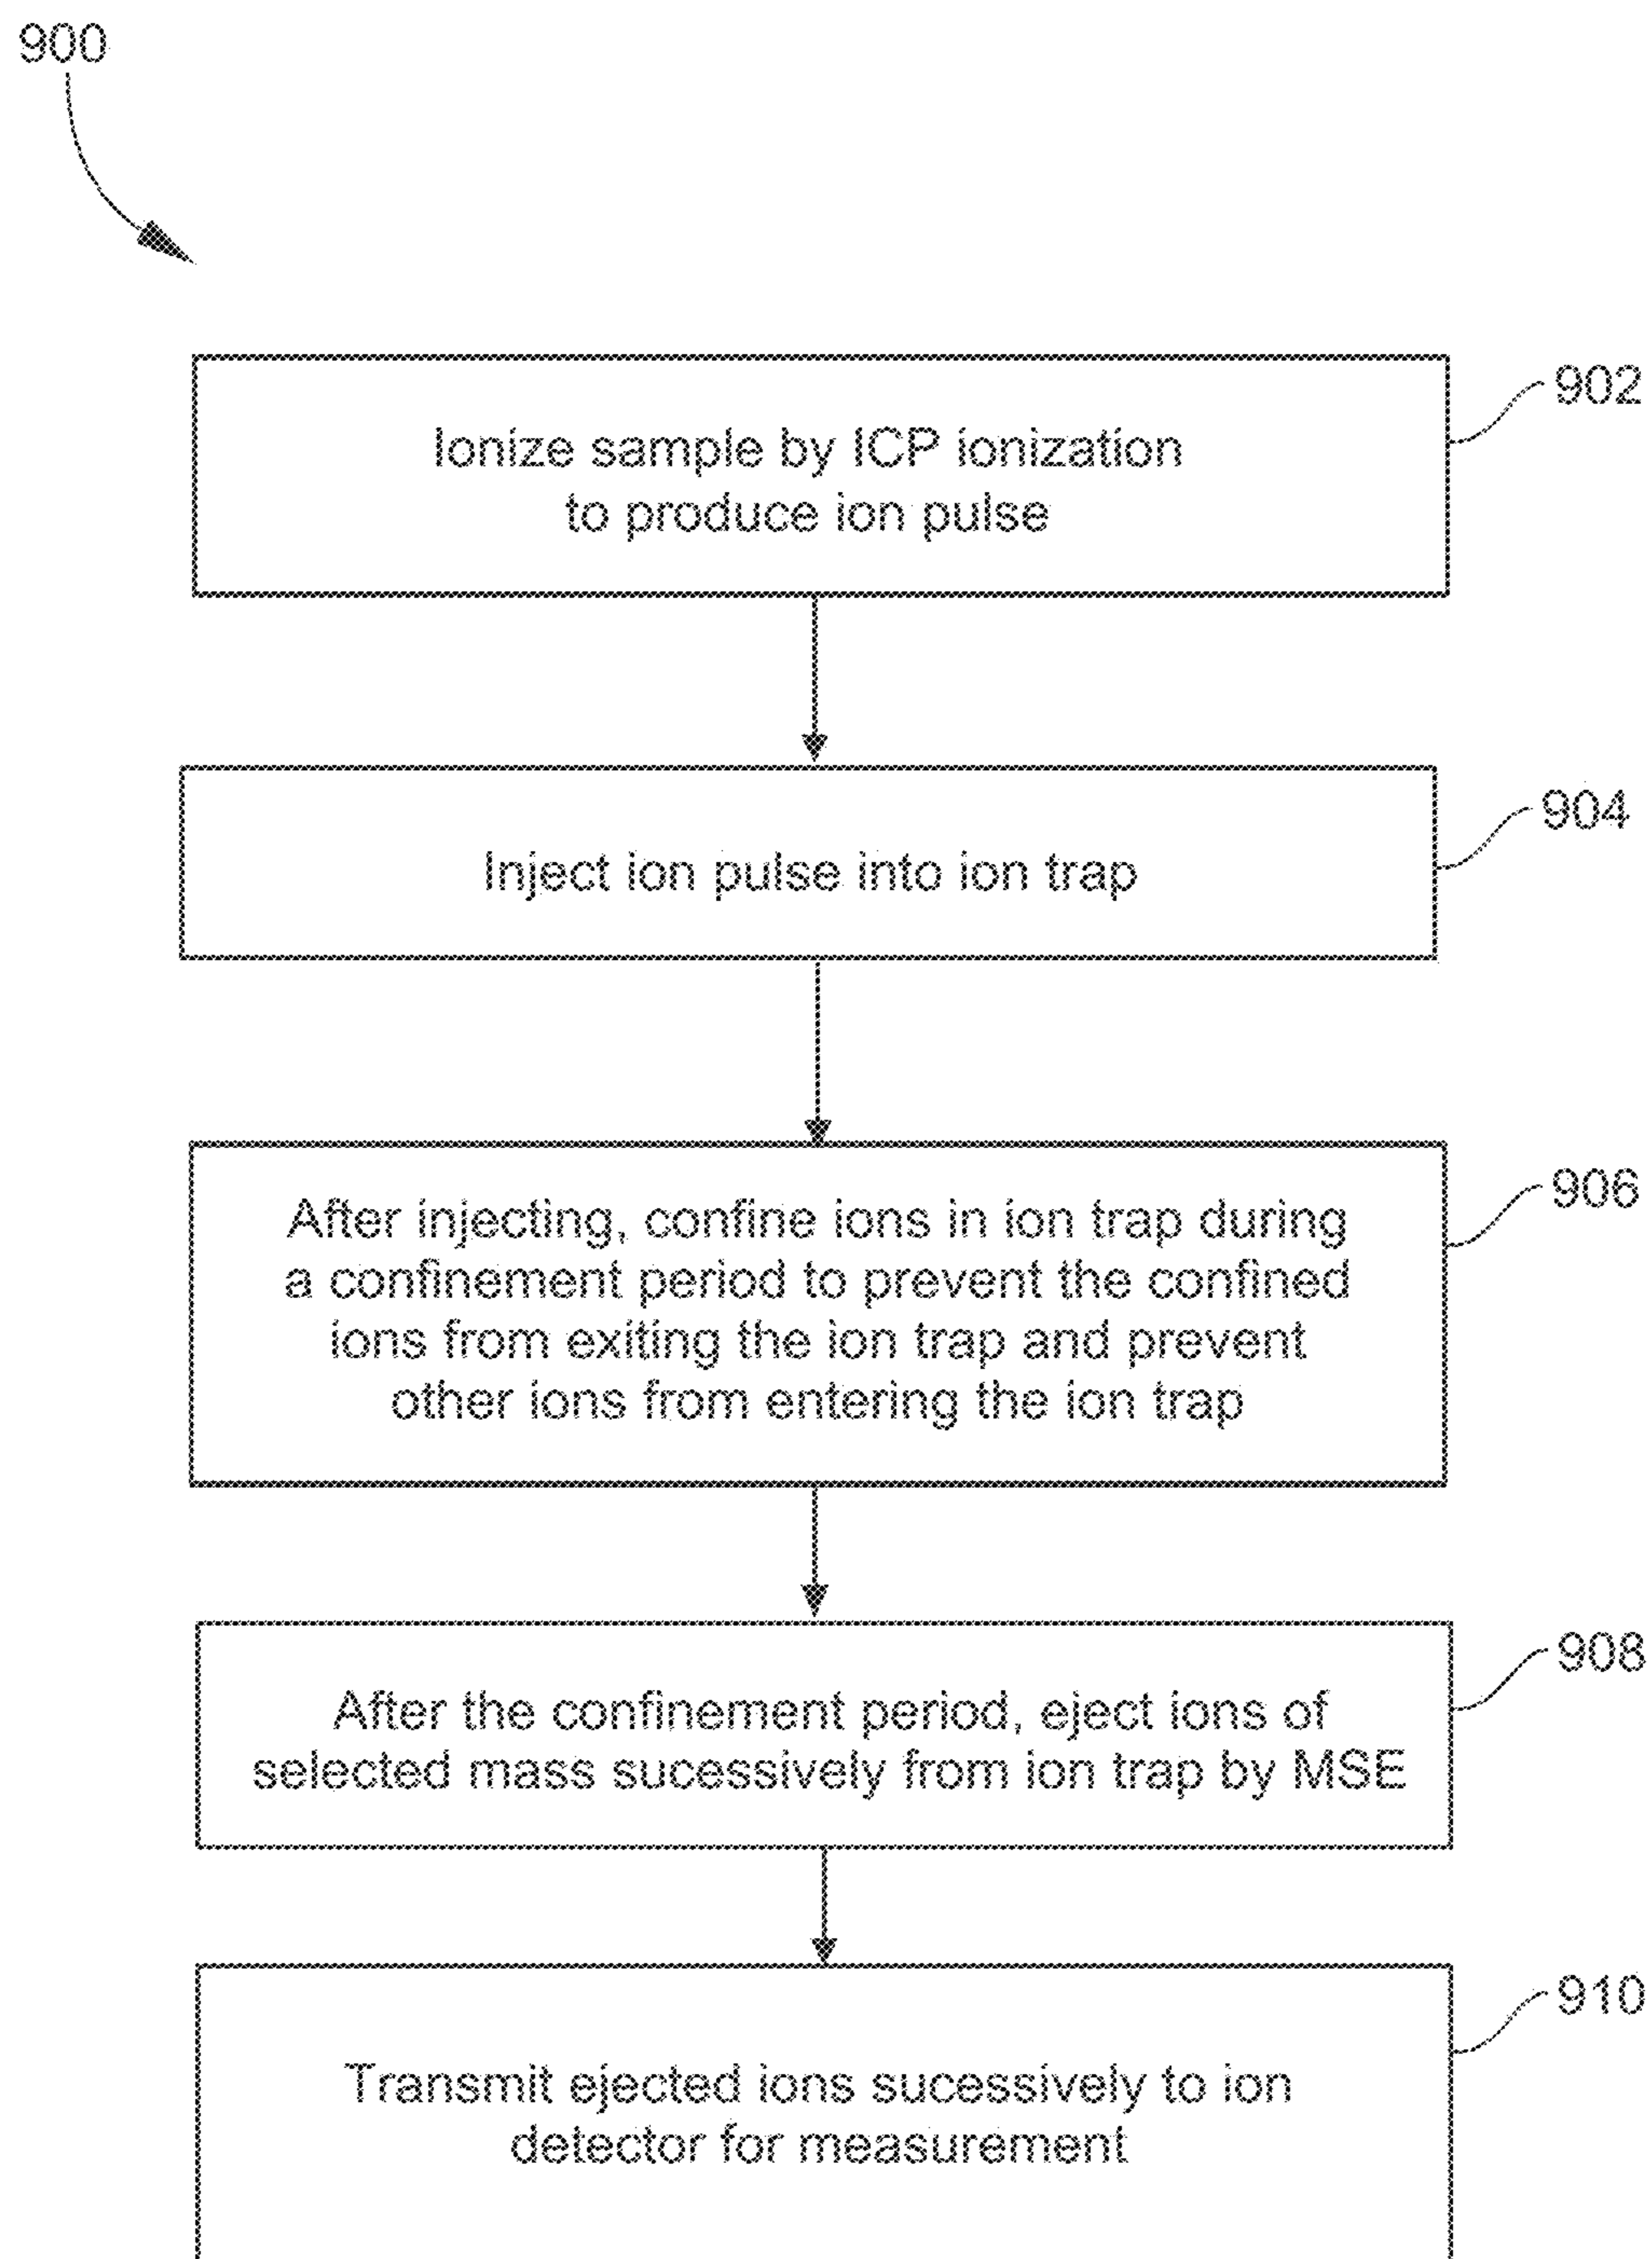 900
902
Ionize sample by ICP ionization
to produce ion pulse
904
Inject ion pulse into ion trap
906
After injecting, confine ions in ion trap during
a confinement period to prevent the confined
ions from exiting the ion trap and prevent
other ions from entering the ion trap
908
After the confinement period, eject ions of
selected mass sucessively from ion trap by MSE
910
Transmit ejected ions sucessively to ion
detector for measurement